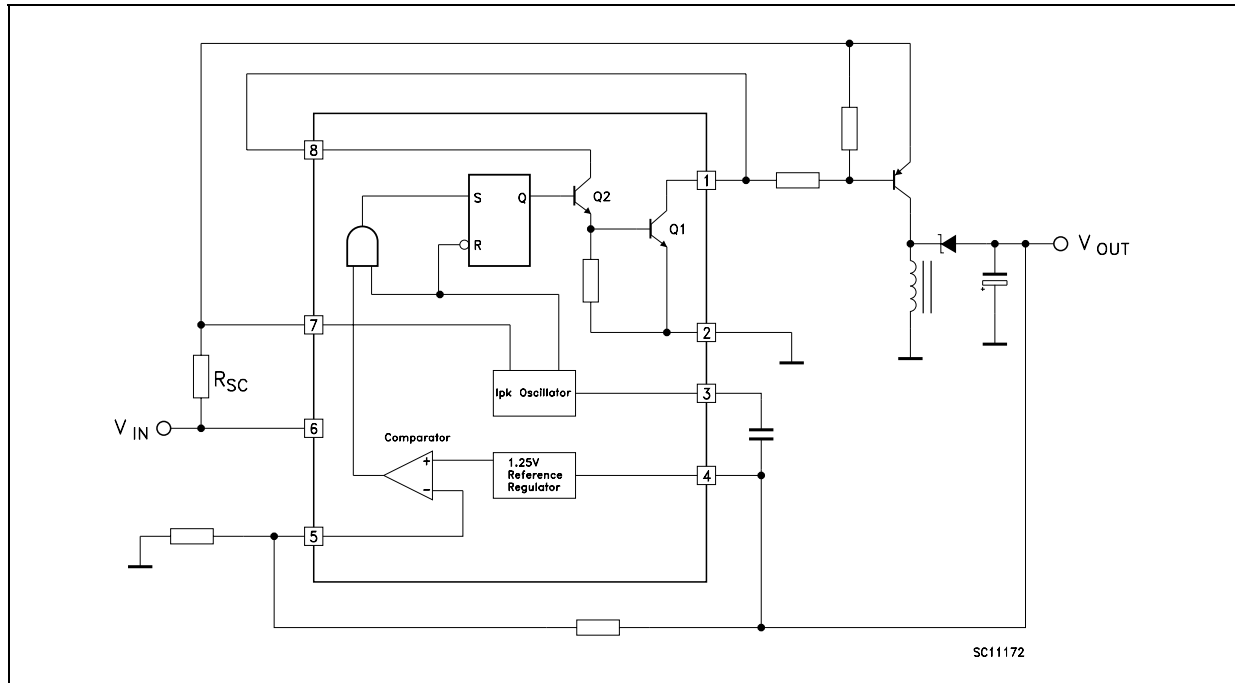 8
S
Q
Q2
1
Q1
R
V OUT
7
2
RSC
Ipk Oscillator
3
V IN
6
Comparator
+
1.25V
Reference
Regulator
4
-
5
+
SC11172